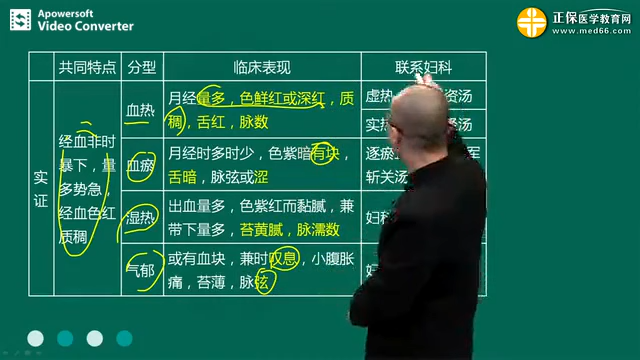 Apowersoft
Video Converter
正保医学教育网
www.med66.com
共同特点 分型 临床表现 联系妇科
实证
经血非时
暴下，量
多势急，
经血色红
质稠
血热
月经量多，色鲜红或深红，质
稠，舌红，脉数
虚热 资汤
实热 经汤
血瘀
月经时多时少，色紫暗有块，
舌暗，脉弦或涩
逐瘀 军
斩关汤
湿热
出血量多，色紫红而黏腻，兼
带下量多，苔黄腻，脉濡数
妇科
气郁
或有血块，兼时叹息，小腹胀
痛，苔薄，脉弦